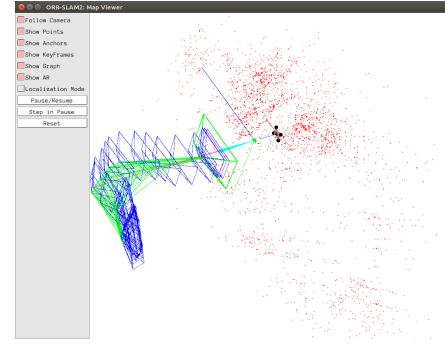 ORB-SLAM2: Map Viewer
Follow Camera
Show Points
Show Anchors
Show KeyFrames
Show Graph
Show AR
Localization Mode
Pause/Resume
Step in Pause
Reset